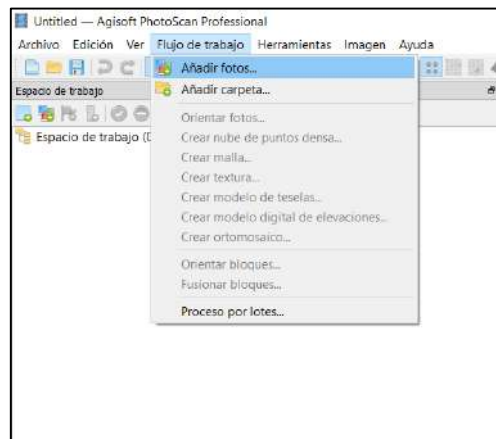 Untitled — Agisoft PhotoScan Professional
Archivo Edición Ver Flujo de trabajo Herramientas Imagen Ayuda
Añadir fotos...
Espacio de trabajo
Añadir carpeta...
Orientar fotos...
Crear nube de puntos densa...
Espacio de trabajo (
Crear malla...
Crear textura...
Crear modelo de teselas...
Crear modelo digital de elevaciones...
Crear ortomosaico...
Orientar bloques...
Fusionar bloques...
Proceso por lotes...